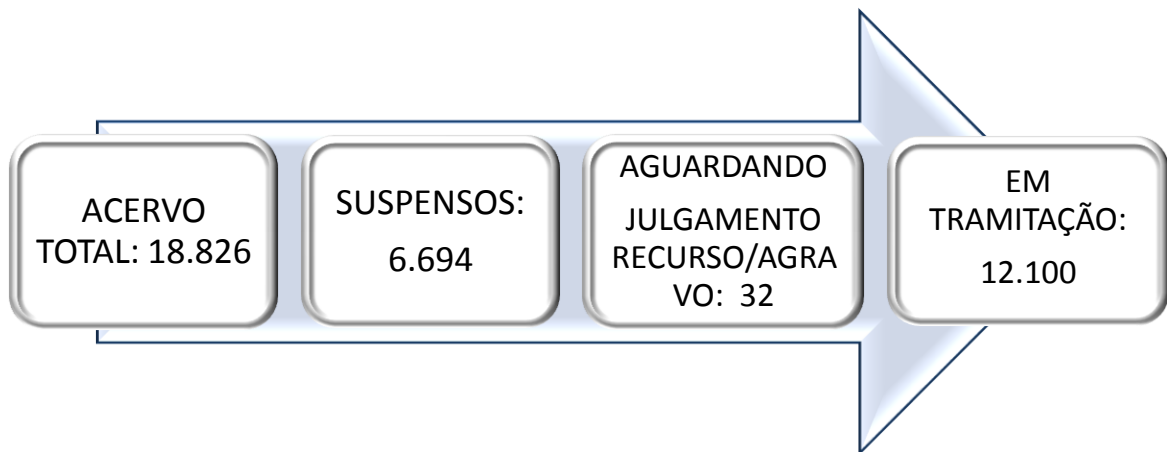 ACERVO
TOTAL: 18.826
SUSPENSOS:
6.694
AGUARDANDO
JULGAMENTO
RECURSO/AGRA
VO: 32
EM
TRAMITAÇÃO:
12.100